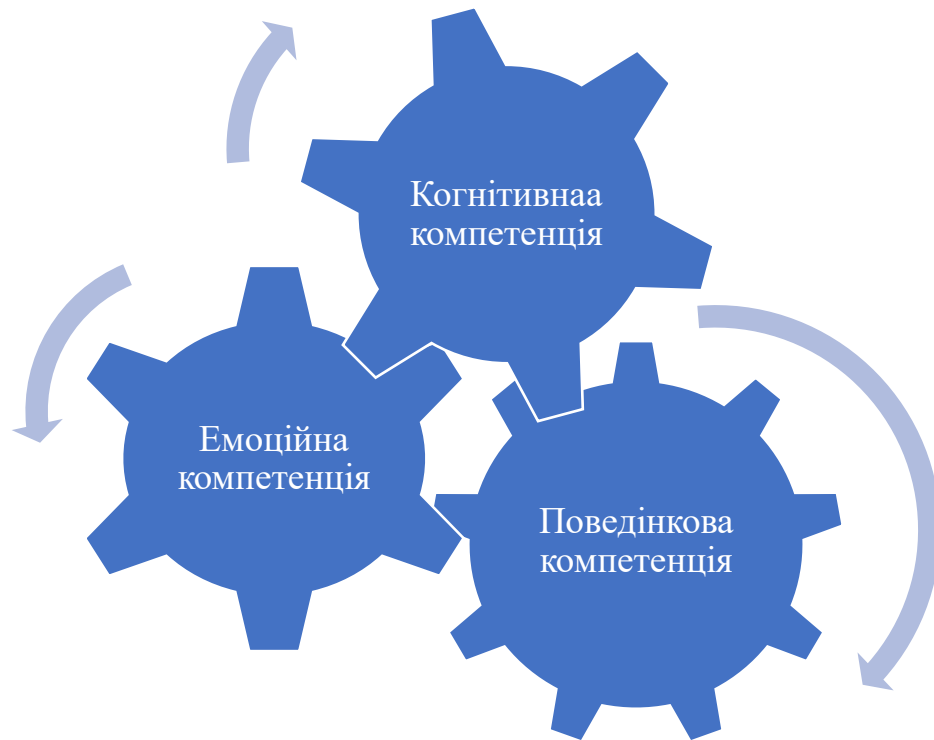 Когнітивнаа
компетенція
Емоційна
компетенція
Поведінкова
компетенція